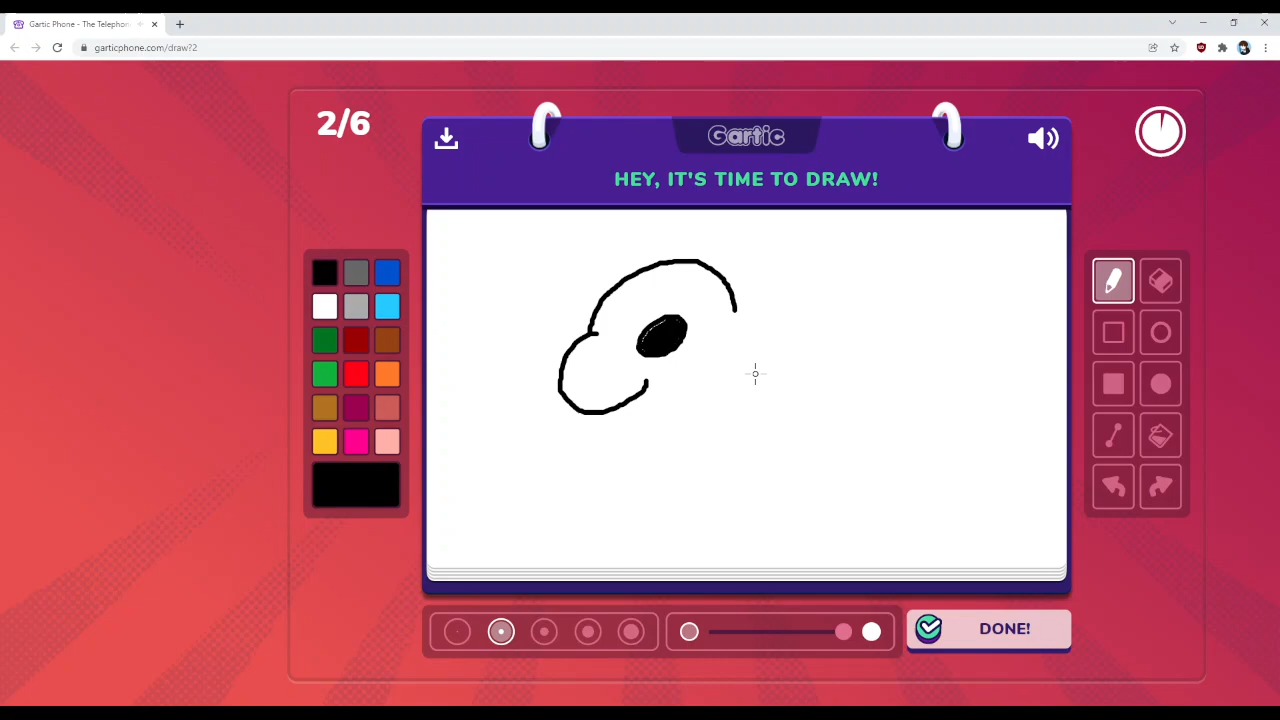 Gartic Phone - The Telephon
garticphone.com/draw?2
2/6
Gartic
HEY, IT'S TIME TO DRAW!
DONE!